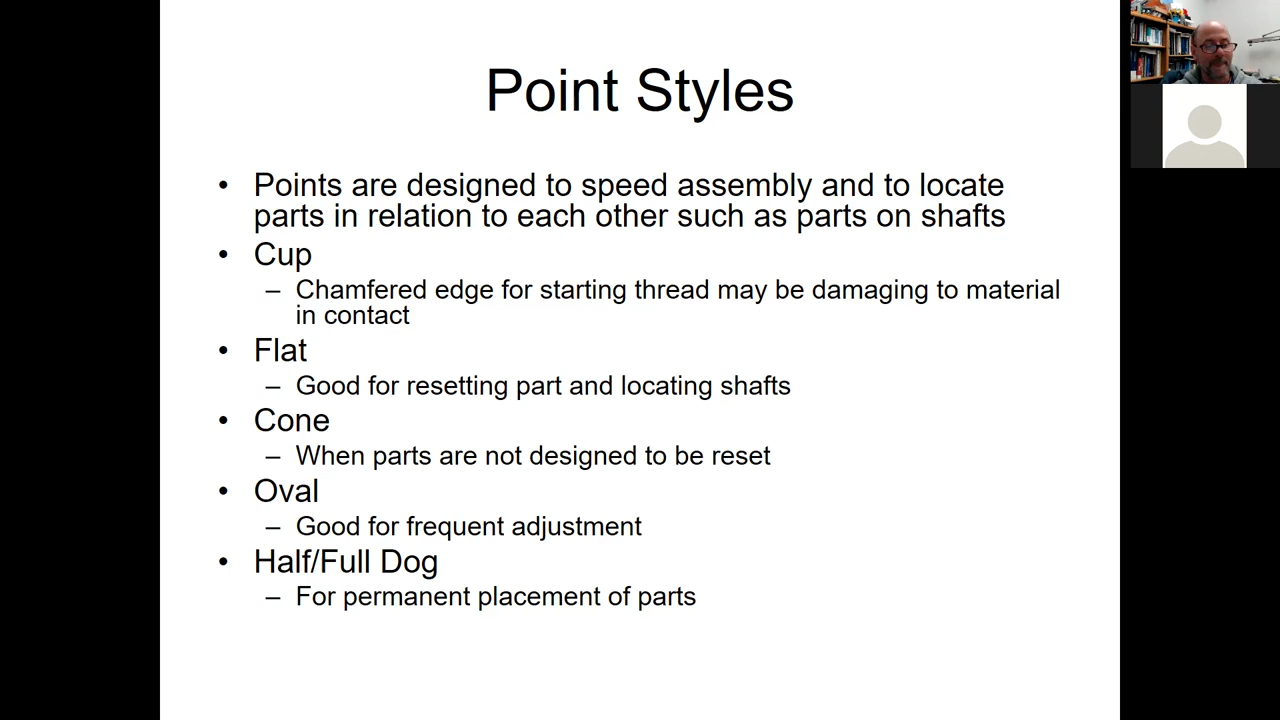 Point Styles
• Points are designed to speed assembly and to locate
parts in relation to each other such as parts on shafts
• Cup
– Chamfered edge for starting thread may be damaging to material
in contact
• Flat
– Good for resetting part and locating shafts
• Cone
– When parts are not designed to be reset
• Oval
– Good for frequent adjustment
• Half/Full Dog
– For permanent placement of parts